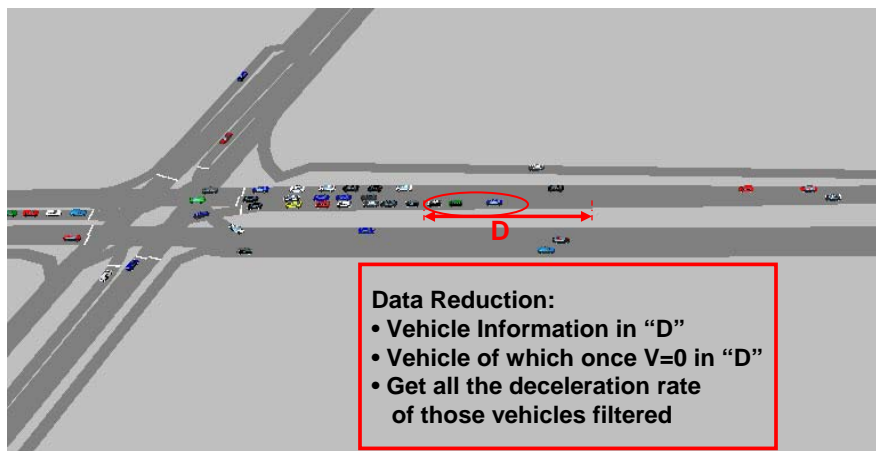 D
Data Reduction:
• Vehicle Information in “D”
• Vehicle of which once V=0 in “D”
• Get all the deceleration rate
of those vehicles filtered